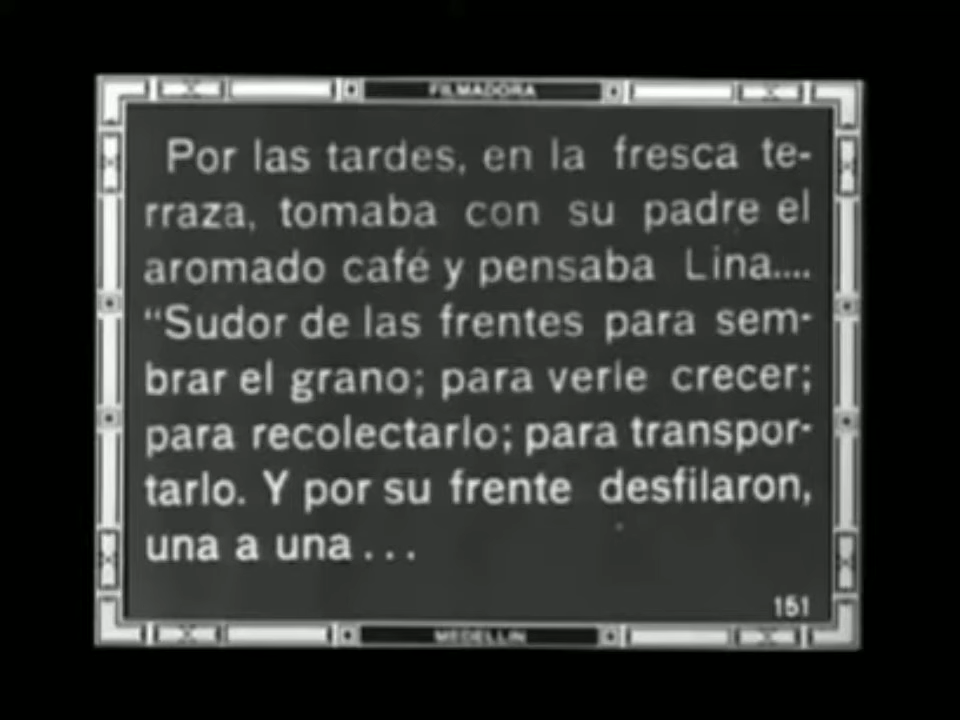 FILMADORA
Por las tardes, en la fresca te-
rraza, tomaba con su padre el
aromado café y pensaba Lina....
“Sudor de las frentes para sem-
brar el grano; para verle crecer;
para recolectarlo; para transpor-
tarlo. Y por su frente desfilaron,
una a una...
151
MEDELLIN